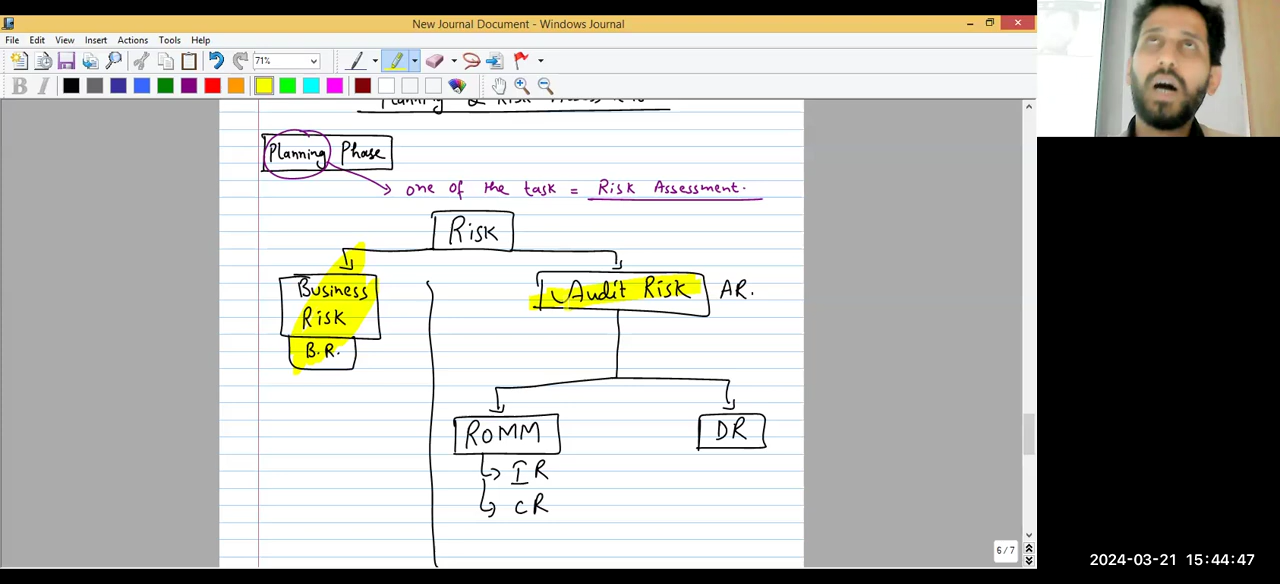 New Journal Document - Windows Journal
File Edit View Insert Actions Tools Help
71%
B I
Planning & Risk
Planning Phase
one of the task = Risk Assessment.
Risk
Business Risk
B.R.
Audit Risk AR.
ROMM
DR
IR
CR
6 / 7
2024-03-21 15:44:47